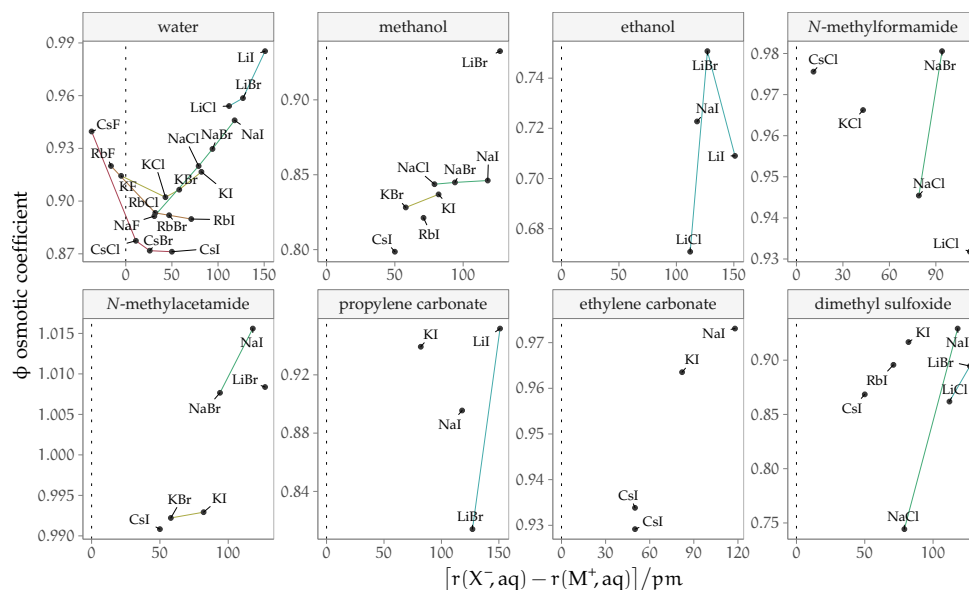 water
methanol
ethanol
N-methylformamide
0.99
0.96
0.93
0.90
0.87
LiI
LiBr
LiCl
CsF
NaCl
NaBr
NaI
RbF
KCl
KF
KBr
KI
RbCl
NaF
RbBr
RbI
CsCl
CsBr
CsI
0 50 100 150
0.90
0.85
0.80
LiBr
NaCl
NaBr
NaI
KBr
KI
RbI
CsI
0.74
0.72
0.70
0.68
LiBr
NaI
LiI
LiCl
0 50 100 150
0.98
0.97
0.96
0.95
0.94
0.93
CsCl
NaBr
KCl
NaCl
LiCl
0 30 60 90
N-methylacetamide
propylene carbonate
ethylene carbonate
dimethyl sulfoxide
1.015
1.010
1.005
1.000
0.995
0.990
NaI
LiBr
NaBr
KBr
KI
CsI
0 50 100
0.92
0.88
0.84
KI
LiI
NaI
LiBr
0 50 100 150
0.97
0.96
0.95
0.94
0.93
NaI
KI
CsI
CsI
0 30 60 90 120
0.90
0.85
0.80
0.75
KI
NaI
RbI
LiBr
CsI
LiCl
NaCl
0 50 100
ϕ osmotic coefficient
⌈r(X⁻, aq) − r(M⁺, aq)⌉/pm